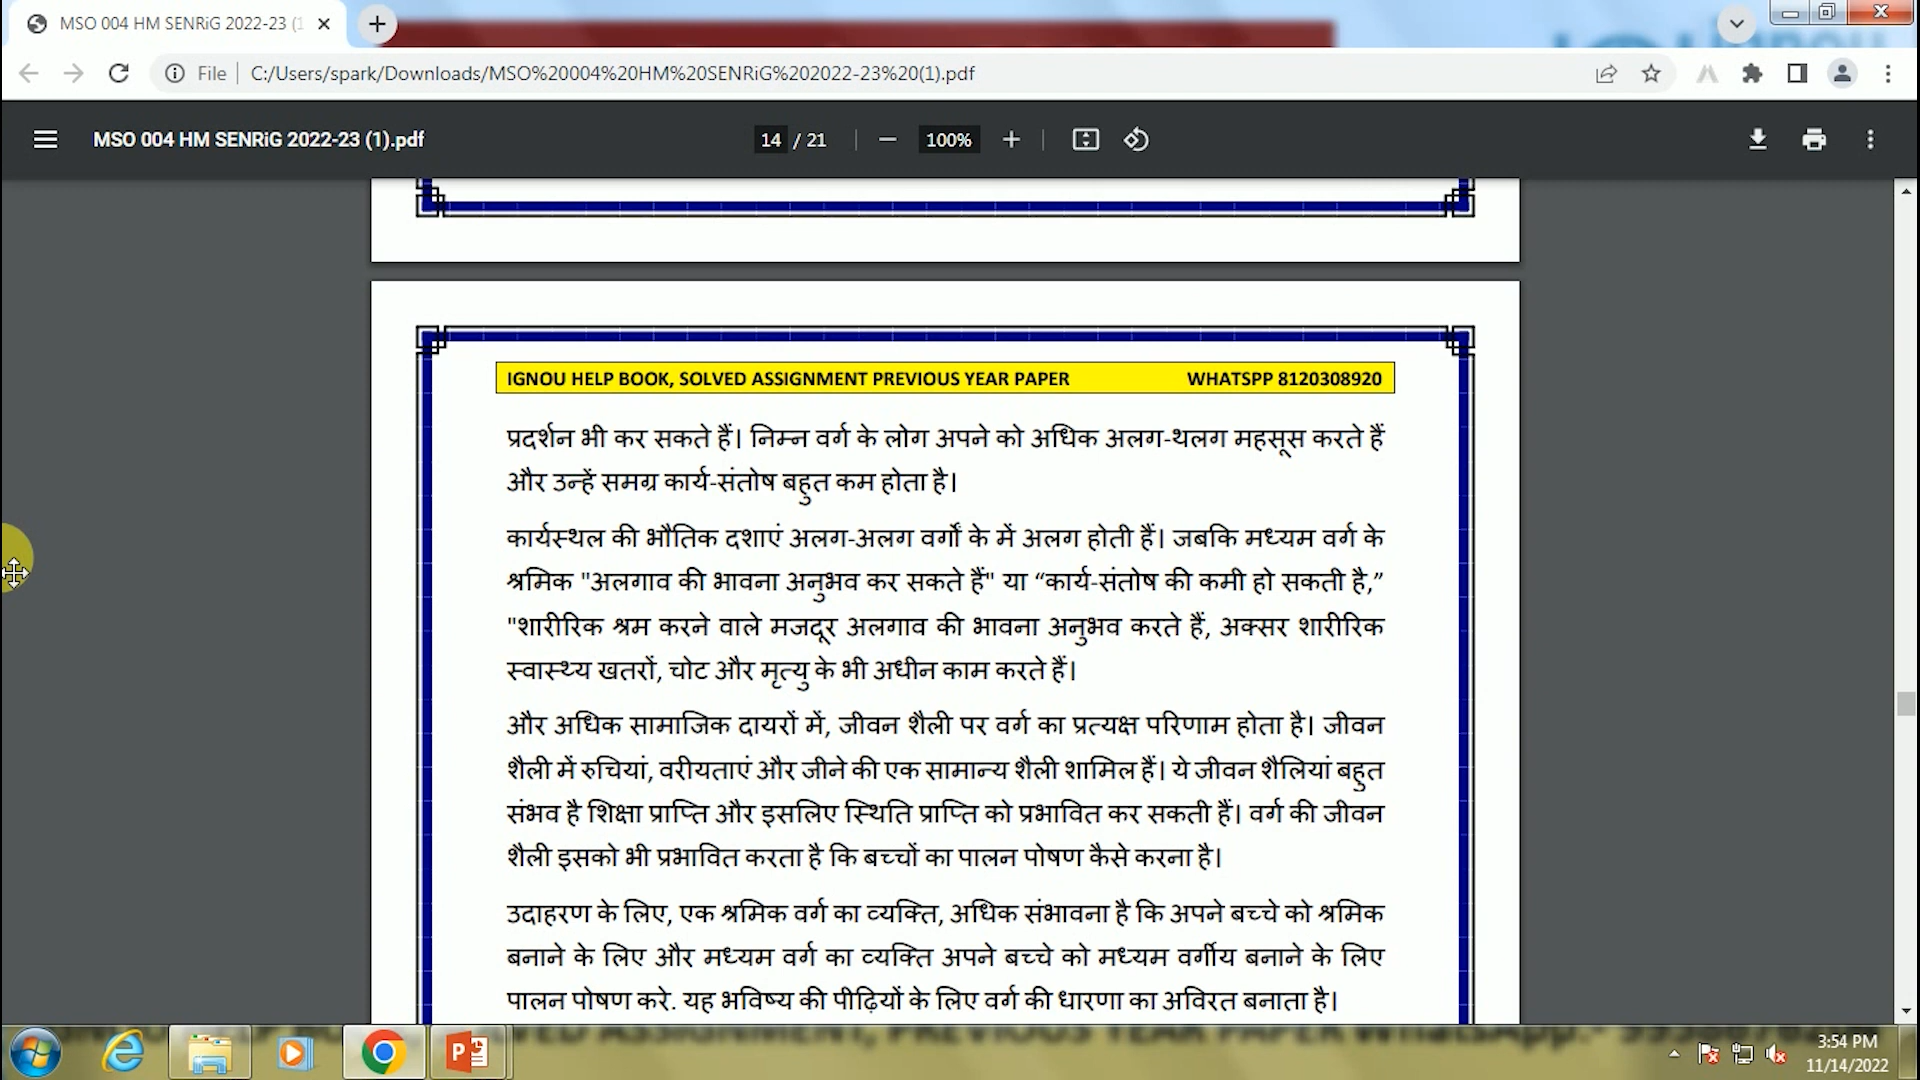 MSO 004 HM SENRiG 2022-23 (1
File
C:/Users/spark/Downloads/MSO%20004%20HM%20SENRiG%202022-23%20(1).pdf
MSO 004 HM SENRiG 2022-23 (1).pdf
14 / 21
100%
IGNOU HELP BOOK, SOLVED ASSIGNMENT PREVIOUS YEAR PAPER WHATSPP 8120308920
प्रदर्शन भी कर सकते हैं। निम्न वर्ग के लोग अपने को अधिक अलग-थलग महसूस करते हैं
और उन्हें समग्र कार्य-संतोष बहुत कम होता है।
कार्यस्थल की भौतिक दशाएं अलग-अलग वर्गों के में अलग होती हैं। जबकि मध्यम वर्ग के
श्रमिक "अलगाव की भावना अनुभव कर सकते हैं" या “कार्य-संतोष की कमी हो सकती है,”
"शारीरिक श्रम करने वाले मजदूर अलगाव की भावना अनुभव करते हैं, अक्सर शारीरिक
स्वास्थ्य खतरों, चोट और मृत्यु के भी अधीन काम करते हैं।
और अधिक सामाजिक दायरों में, जीवन शैली पर वर्ग का प्रत्यक्ष परिणाम होता है। जीवन
शैली में रुचियां, वरीयताएं और जीने की एक सामान्य शैली शामिल हैं। ये जीवन शैलियां बहुत
संभव है शिक्षा प्राप्ति और इसलिए स्थिति प्राप्ति को प्रभावित कर सकती हैं। वर्ग की जीवन
शैली इसको भी प्रभावित करता है कि बच्चों का पालन पोषण कैसे करना है।
उदाहरण के लिए, एक श्रमिक वर्ग का व्यक्ति, अधिक संभावना है कि अपने बच्चे को श्रमिक
बनाने के लिए और मध्यम वर्ग का व्यक्ति अपने बच्चे को मध्यम वर्गीय बनाने के लिए
पालन पोषण करे. यह भविष्य की पीढ़ियों के लिए वर्ग की धारणा का अविरत बनाता है।
3:54 PM
11/14/2022